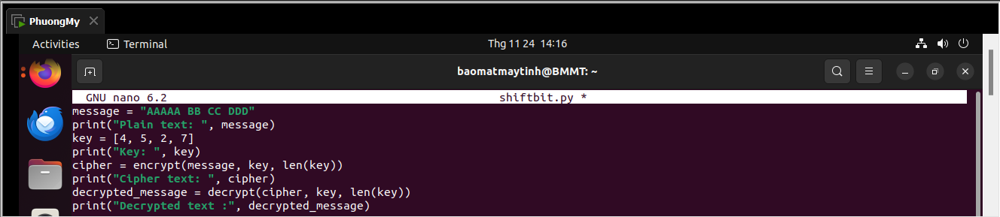 PhuongMy
Activities Terminal Thg 11 24 14:16
baomatmaytinh@BMMT: ~
GNU nano 6.2 shiftbit.py *
message = "AAAAA BB CC DDD"
print("Plain text: ", message)
key = [4, 5, 2, 7]
print("Key: ", key)
cipher = encrypt(message, key, len(key))
print("Cipher text: ", cipher)
decrypted_message = decrypt(cipher, key, len(key))
print("Decrypted text :", decrypted_message)